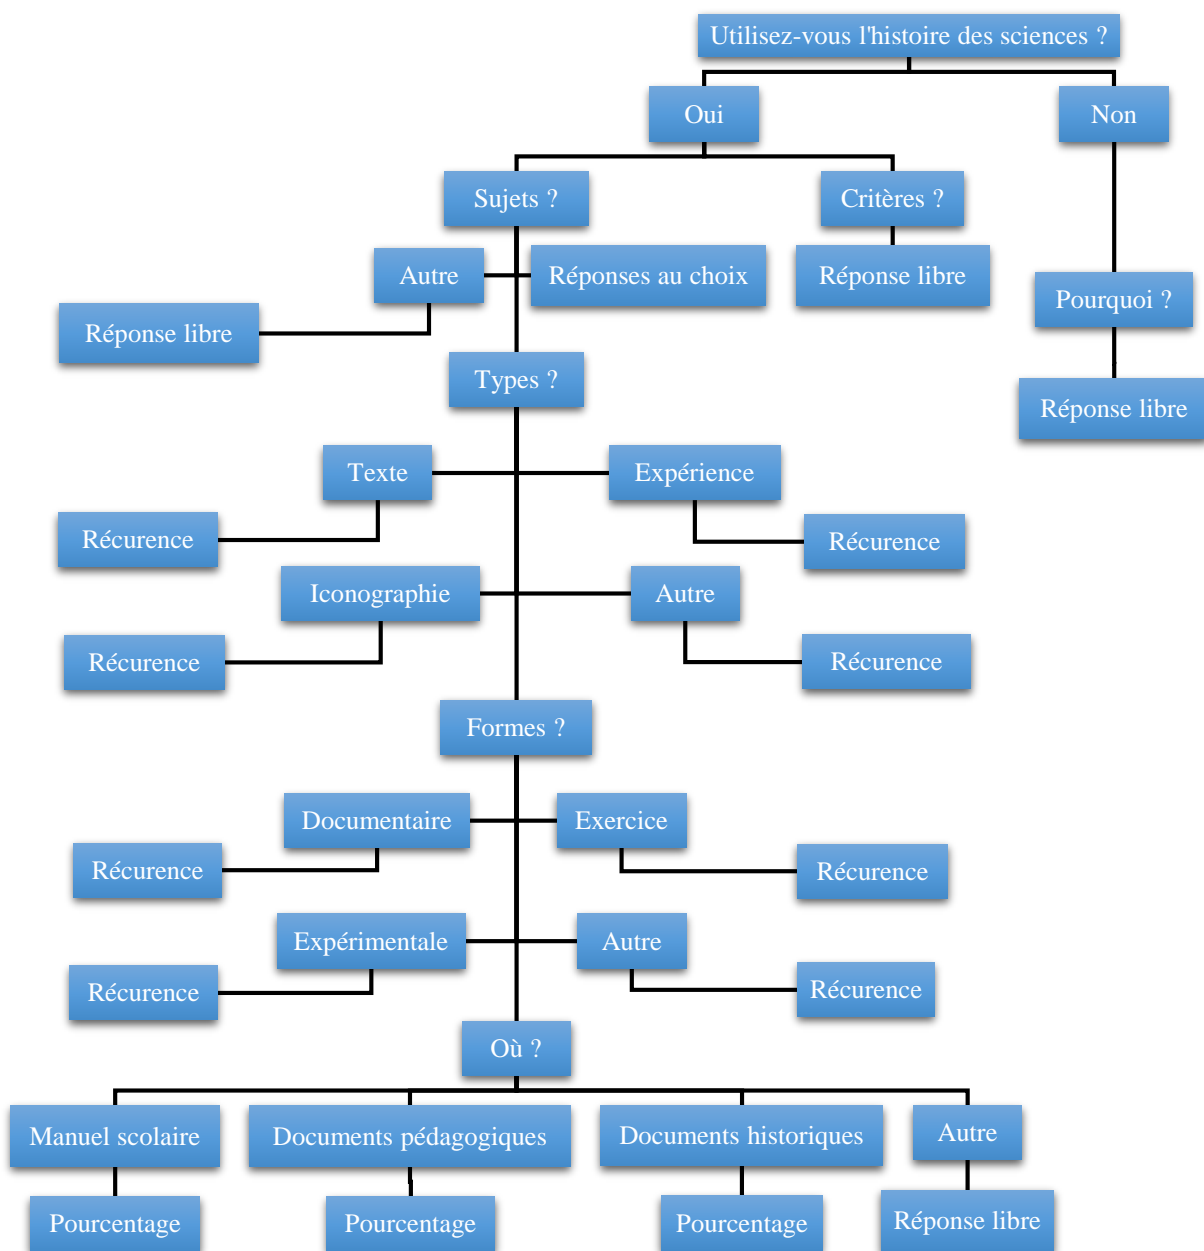 Utilisez-vous l'histoire des sciences ?
Oui
Non
Sujets ?
Critères ?
Autre
Réponses au choix
Réponse libre
Pourquoi ?
Réponse libre
Types ?
Réponse libre
Texte
Expérience
Récurence
Récurence
Iconographie
Autre
Récurence
Récurence
Formes ?
Documentaire
Exercice
Récurence
Récurence
Expérimentale
Autre
Récurence
Récurence
Où ?
Manuel scolaire
Documents pédagogiques
Documents historiques
Autre
Pourcentage
Pourcentage
Pourcentage
Réponse libre